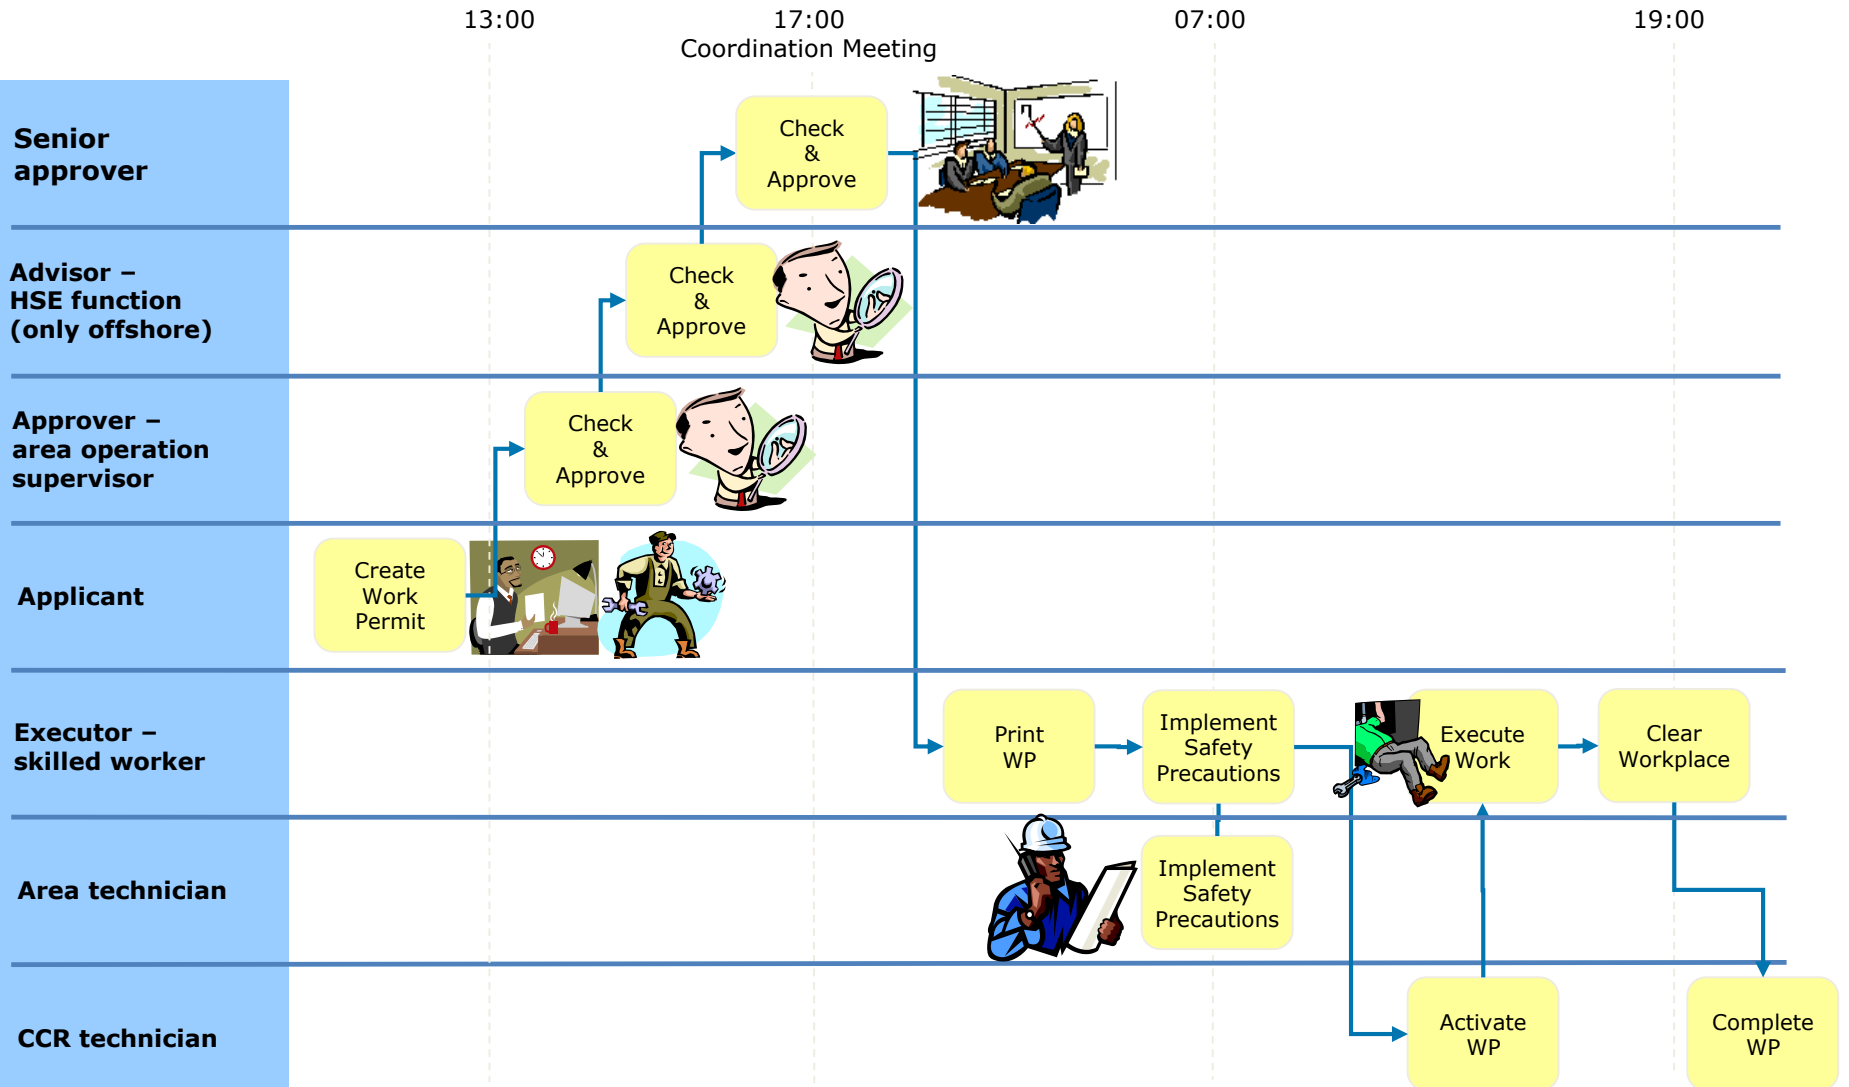 13:00
17:00
07:00
19:00
Coordination Meeting
Senior
approver
Check
&
Approve
Advisor –
HSE function
(only offshore)
Check
&
Approve
Approver –
area operation
supervisor
Check
&
Approve
Applicant
Create
Work
Permit
Executor –
skilled worker
Print
WP
Implement
Safety
Precautions
Execute
Work
Clear
Workplace
Area technician
Implement
Safety
Precautions
CCR technician
Activate
WP
Complete
WP